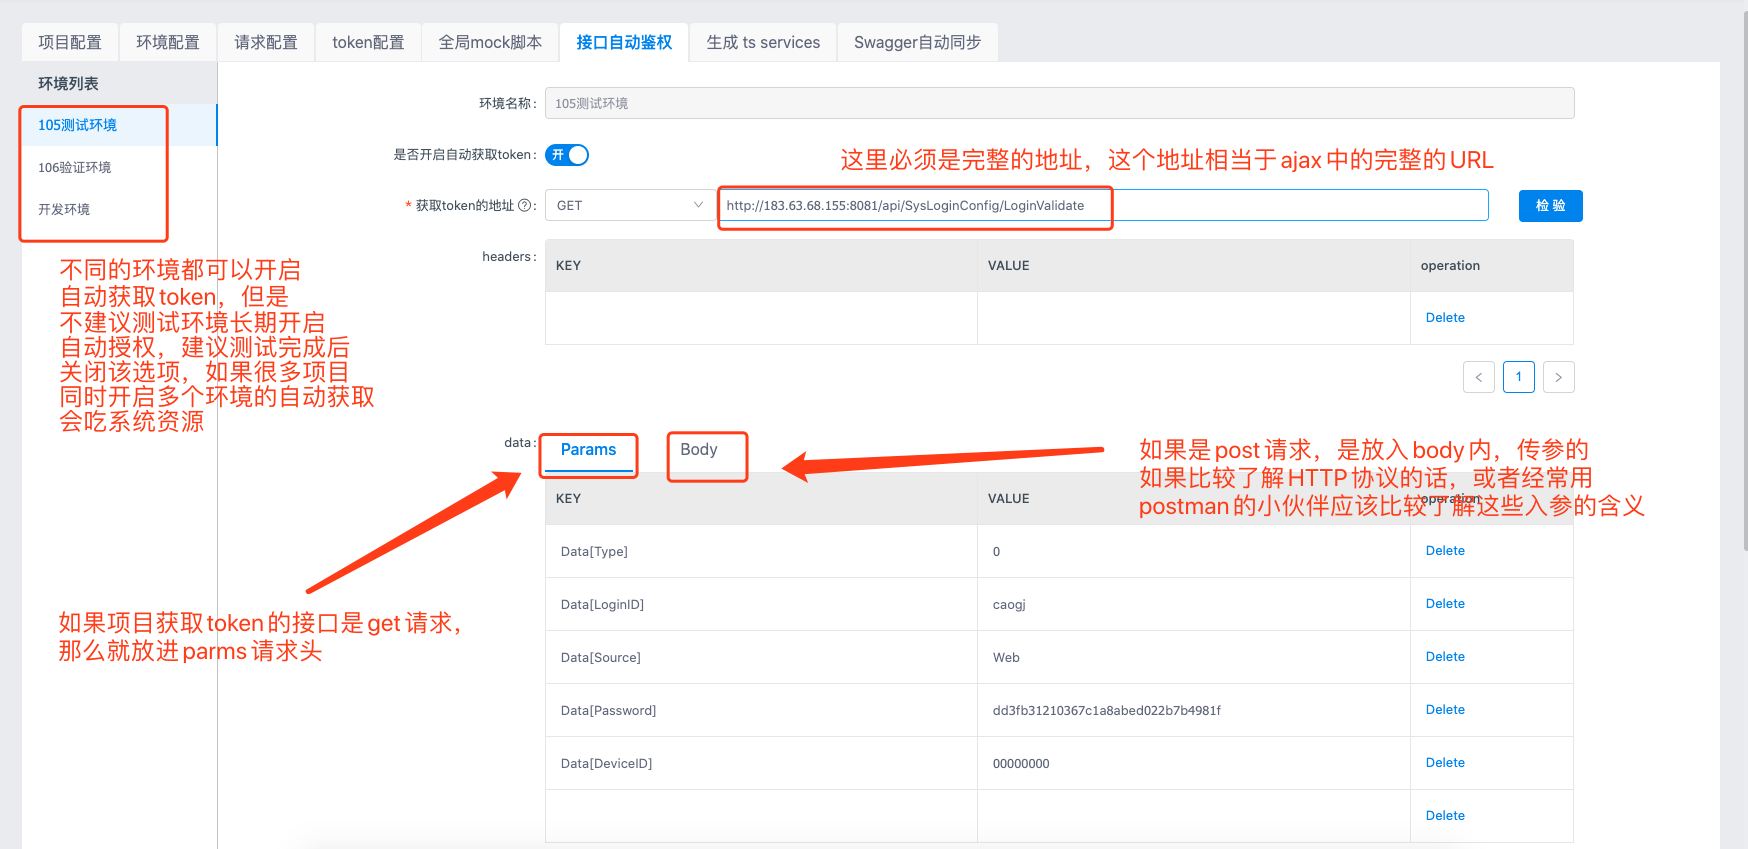 项目配置 环境配置 请求配置 token配置 全局mock脚本 接口自动鉴权 生成 ts services Swagger自动同步
环境列表
105测试环境
106验证环境
开发环境
不同的环境都可以开启
自动获取token，但是
不建议测试环境长期开启
自动授权，建议测试完成后
关闭该选项，如果很多项目
同时开启多个环境的自动获取
会吃系统资源
环境名称: 105测试环境
是否开启自动获取token: 开
这里必须是完整的地址，这个地址相当于ajax中的完整的URL
* 获取token的地址?: GET http://183.63.68.155:8081/api/SysLoginConfig/LoginValidate 检 验
headers: KEY VALUE operation
Delete
< 1 >
data: Params Body
如果是post请求，是放入body内，传参的
如果比较了解HTTP协议的话，或者经常用
postman的小伙伴应该比较了解这些入参的含义
KEY VALUE operation
Data[Type] 0 Delete
Data[LoginID] caogj Delete
Data[Source] Web Delete
Data[Password] dd3fb31210367c1a8abed022b7b4981f Delete
Data[DeviceID] 00000000 Delete
Delete
如果项目获取token的接口是get请求，
那么就放进parms请求头